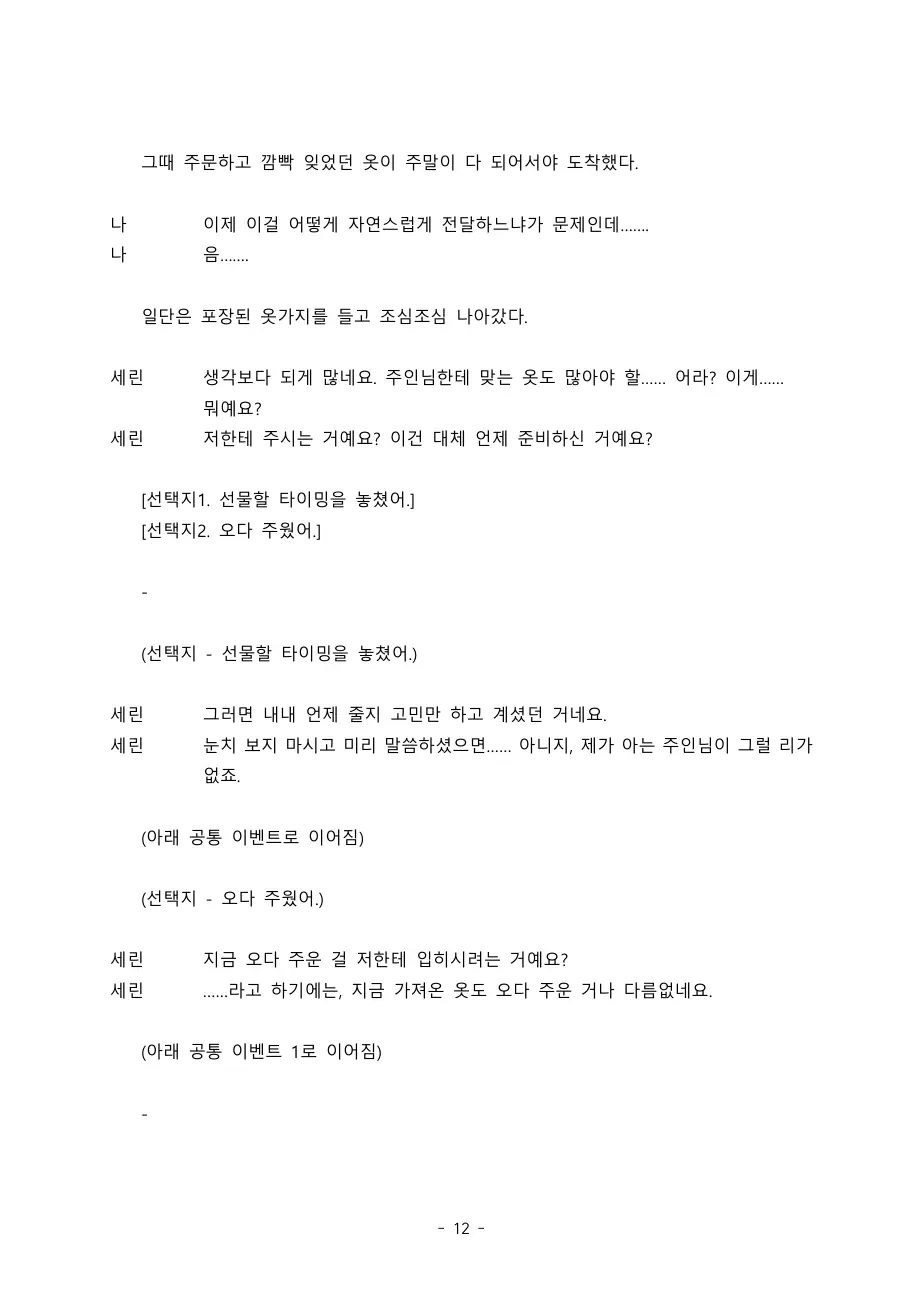 그때 주문하고 깜빡 잊었던 옷이 주말이 다 되어서야 도착했다.
나 이제 이걸 어떻게 자연스럽게 전달하느냐가 문제인데…….
나 음…….
일단은 포장된 옷가지를 들고 조심조심 나아갔다.
세린 생각보다 되게 많네요. 주인님한테 맞는 옷도 많아야 할…… 어라? 이게……
뭐예요?
세린 저한테 주시는 거예요? 이건 대체 언제 준비하신 거예요?
[선택지1. 선물할 타이밍을 놓쳤어.]
[선택지2. 오다 주웠어.]
-
(선택지 - 선물할 타이밍을 놓쳤어.)
세린 그러면 내내 언제 줄지 고민만 하고 계셨던 거네요.
세린 눈치 보지 마시고 미리 말씀하셨으면…… 아니지, 제가 아는 주인님이 그럴 리가
없죠.
(아래 공통 이벤트로 이어짐)
(선택지 - 오다 주웠어.)
세린 지금 오다 주운 걸 저한테 입히시려는 거예요?
세린 ……라고 하기에는, 지금 가져온 옷도 오다 주운 거나 다름없네요.
(아래 공통 이벤트 1로 이어짐)
-
- 12 -